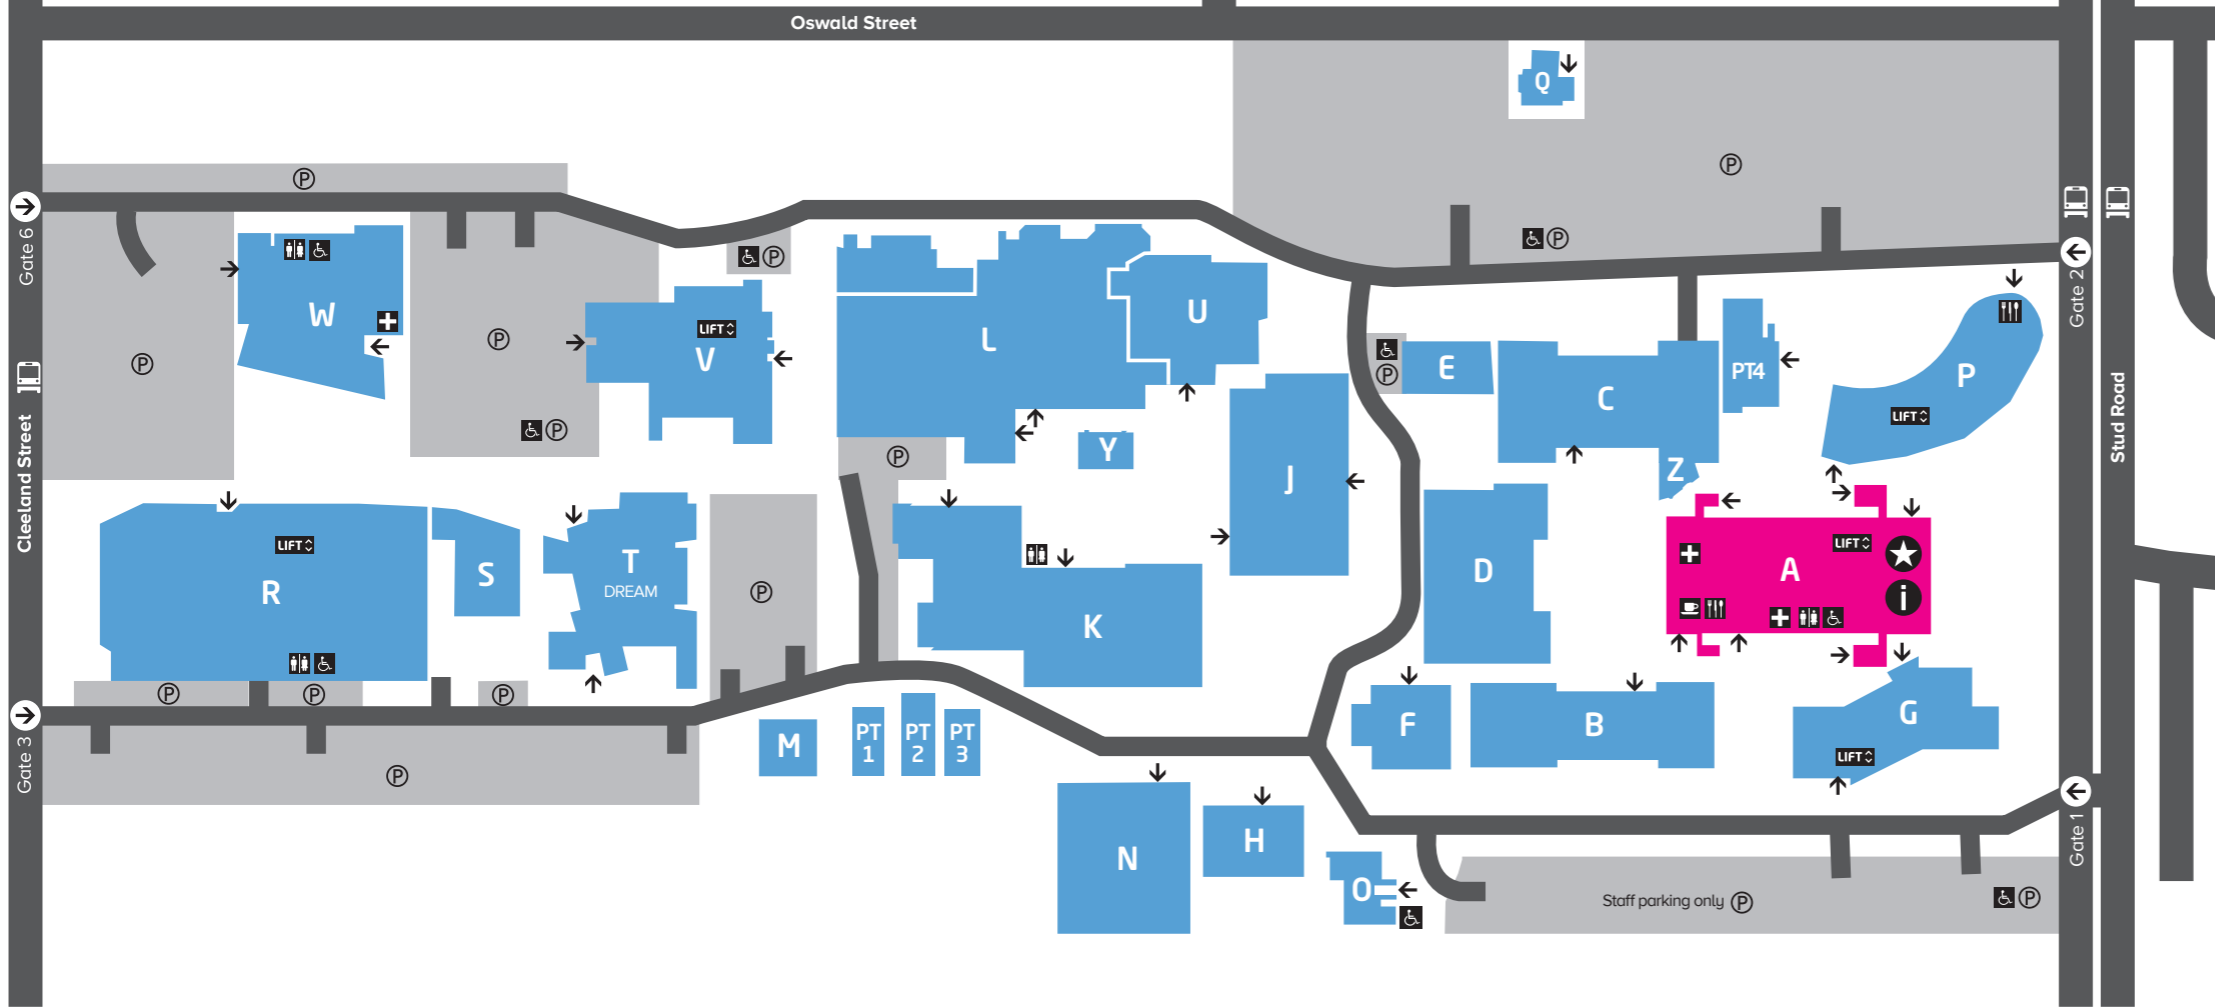 Oswald Street
Q
P
P
P
Gate 6
W
P
P
P
P
LIFT
V
L
U
E
P
C
PT4
P
LIFT
Gate 2
Cleeland Street
Stud Road
P
Y
J
Z
LIFT
R
S
T
DREAM
P
K
D
LIFT
A
i
P
P
P
Gate 3
P
M
PT
1
PT
2
PT
3
F
B
G
LIFT
N
H
O
Staff parking only P
P
Gate 1